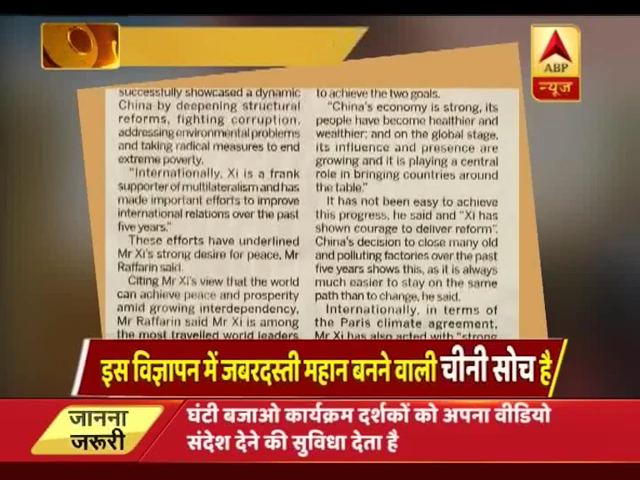 ABP
न्यूज़
successfully showcased a dynamic
China by deepening structural
reforms, fighting corruption,
addressing environmental problems
and taking radical measures to end
extreme poverty.
"Internationally, Xi is a frank
supporter of multilateralism and has
made important efforts to improve
international relations over the past
five years."
These efforts have underlined
Mr Xi's strong desire for peace, Mr
Raffarin said.
Citing Mr Xi's view that the world
can achieve peace and prosperity
amid growing interdependency,
Mr Raffarin said Mr Xi is among
the most travelled world leaders
to achieve the two goals.
"China's economy is strong, its
people have become healthier and
wealthier; and on the global stage,
its influence and presence are
growing and it is playing a central
role in bringing countries around
the table."
It has not been easy to achieve
this progress, he said and "Xi has
shown courage to deliver reform".
China's decision to close many old
and polluting factories over the past
five years shows this, as it is always
much easier to stay on the same
path than to change, he said.
Internationally, in terms of
the Paris climate agreement,
Mr Xi has also acted with "strong
इस विज्ञापन में जबरदस्ती महान बनने वाली चीनी सोच है
जानना
जरूरी
घंटी बजाओ कार्यक्रम दर्शकों को अपना वीडियो
संदेश देने की सुविधा देता है